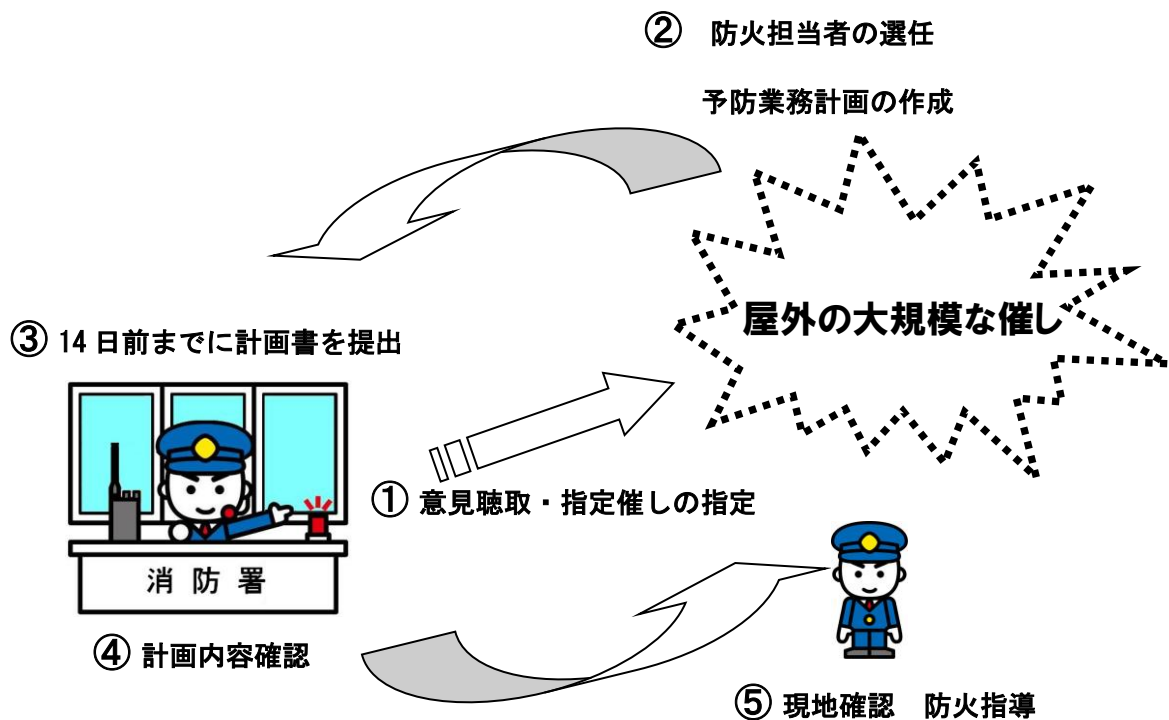 ② 防火担当者の選任
予防業務計画の作成
屋外の大規模な催し
③ 14日前までに計画書を提出
① 意見聴取・指定催しの指定
消防署
④ 計画内容確認
⑤ 現地確認 防火指導